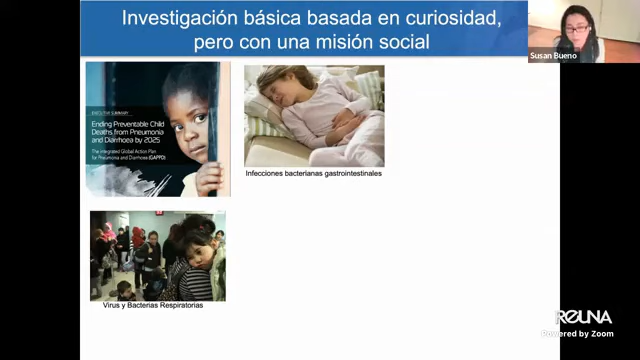 Investigación básica basada en curiosidad,
pero con una misión social
Susan Bueno
EXECUTIVE SUMMARY
Ending Preventable Child
Deaths from Pneumonia
and Diarrhoea by 2025
The integrated Global Action Plan
for Pneumonia and Diarrhoea (GAPPD)
Infecciones bacterianas gastrointestinales
Virus y Bacterias Respiratorias
REUNA
Powered by Zoom